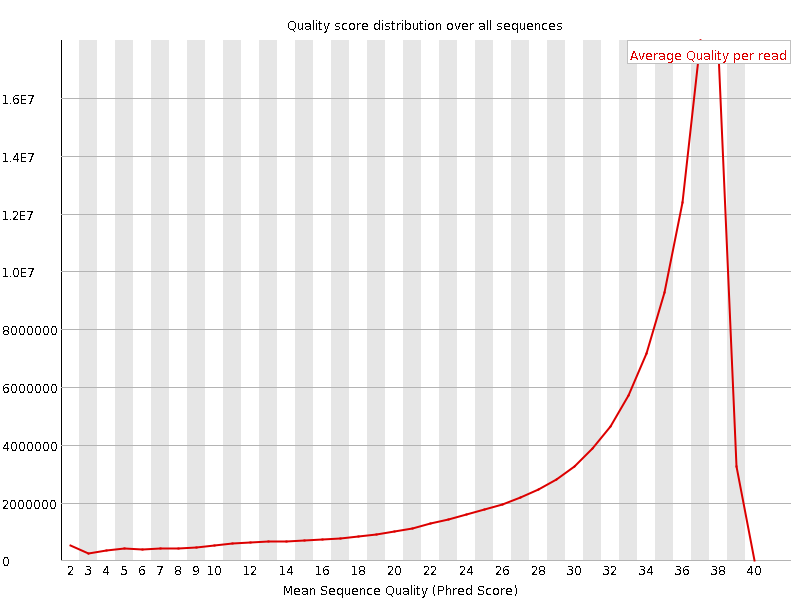 Quality score distribution over all sequences
Average Quality per read
1.6E7
1.4E7
1.2E7
1.0E7
8000000
6000000
4000000
2000000
0
2 3 4 5 6 7 8 9 10 12 14 16 18 20 22 24 26 28 30 32 34 36 38 40
Mean Sequence Quality (Phred Score)